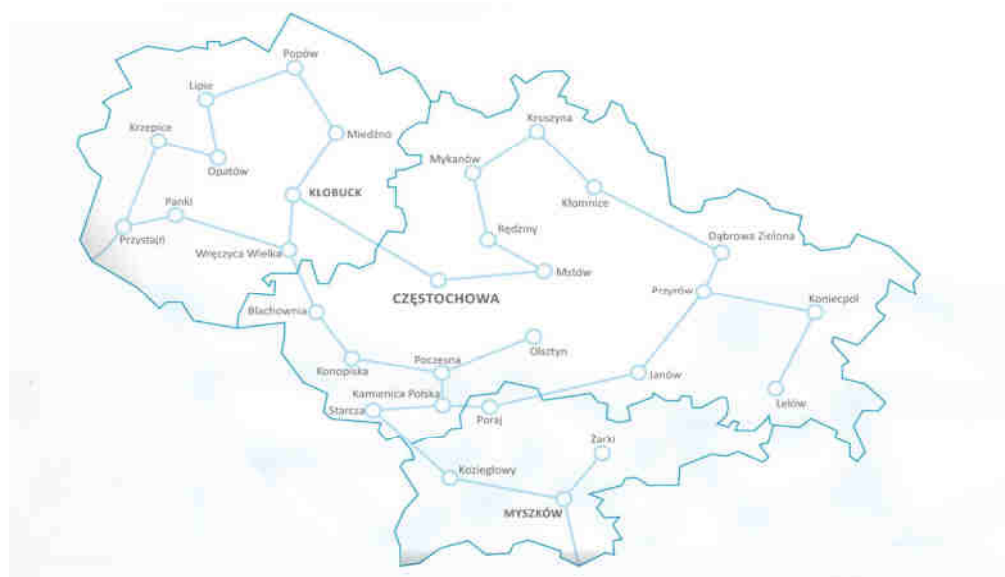 Popów
Lipie
Krzepice
Miedźno
Kruszyna
Opatów
Mykanów
KŁOBUCK
Kłomnice
Panki
Przystajń
Rędziny
Dąbrowa Zielona
Wręczyca Wielka
Mstów
CZĘSTOCHOWA
Przyrów
Koniecpol
Blachownia
Olsztyn
Konopiska
Poczesna
Janów
Kamienica Polska
Lelów
Starcza
Poraj
Żarki
Koziegłowy
MYSZKÓW